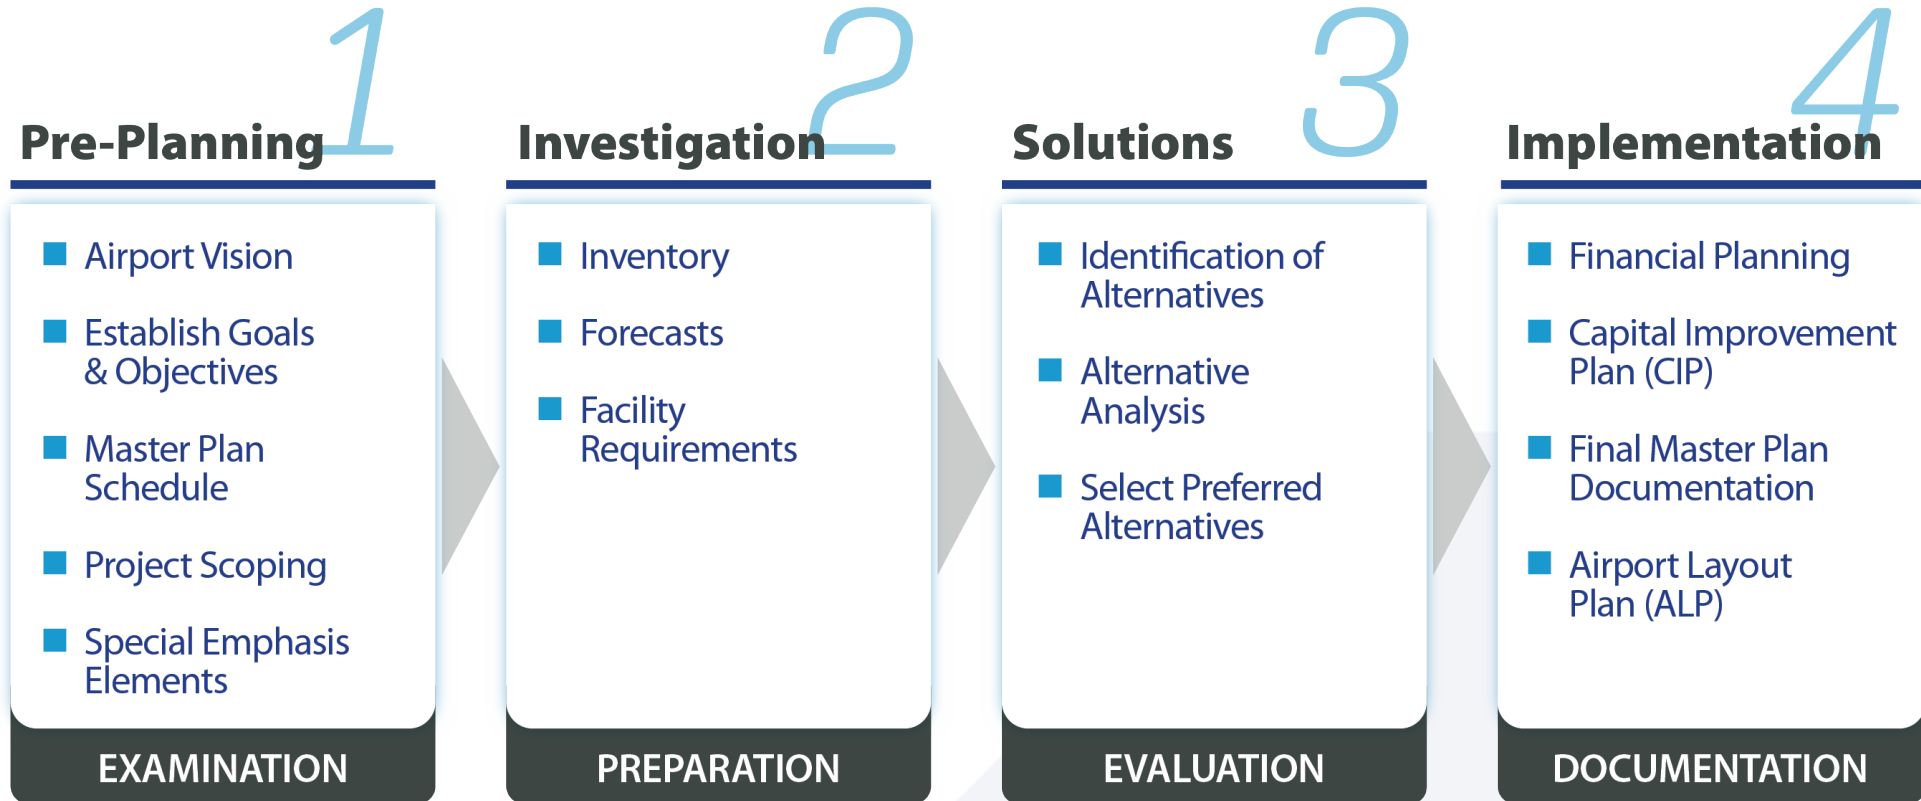 1
Pre-Planning
Airport Vision
Establish Goals
& Objectives
Master Plan
Schedule
Project Scoping
Special Emphasis
Elements
EXAMINATION
2
Investigation
Inventory
Forecasts
Facility
Requirements
PREPARATION
3
Solutions
Identification of
Alternatives
Alternative
Analysis
Select Preferred
Alternatives
EVALUATION
4
Implementation
Financial Planning
Capital Improvement
Plan (CIP)
Final Master Plan
Documentation
Airport Layout
Plan (ALP)
DOCUMENTATION